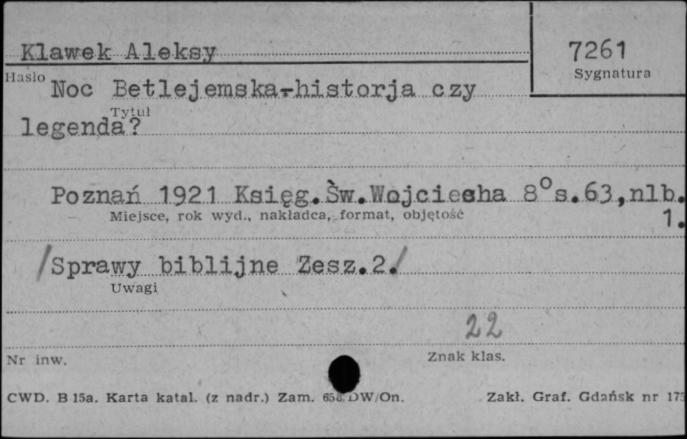 Klawek Aleksy
7261
Hasło
Sygnatura
Noc Betlejemska-historja czy
Tytuł
legenda?
Poznań 1921 Księg.Św.Wojciecha 8° s.63,nlb.
Miejsce, rok wyd., nakładca, format, objętość
1.
/Sprawy biblijne Zesz.2./
Uwagi
22
Nr inw.
Znak klas.
CWD. B 15a. Karta katal. (z nadr.) Zam. DW/On.
Zakł. Graf. Gdańsk nr